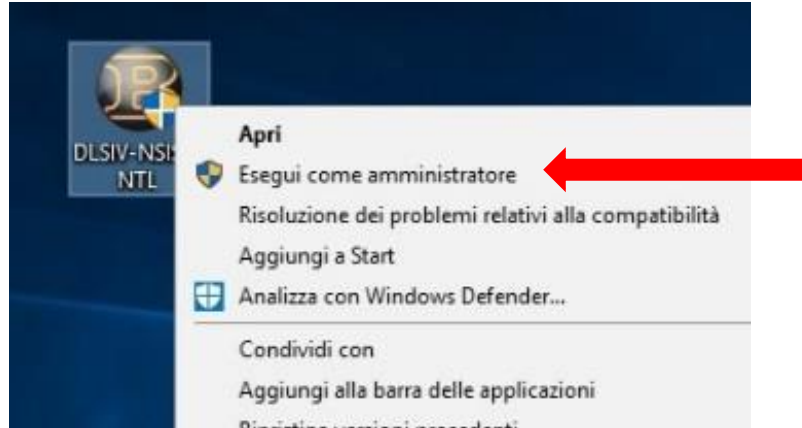 DLSIV-NSIS
NTL
Apri
Esegui come amministratore
Risoluzione dei problemi relativi alla compatibilità
Aggiungi a Start
Analizza con Windows Defender...
Condividi con
Aggiungi alla barra delle applicazioni